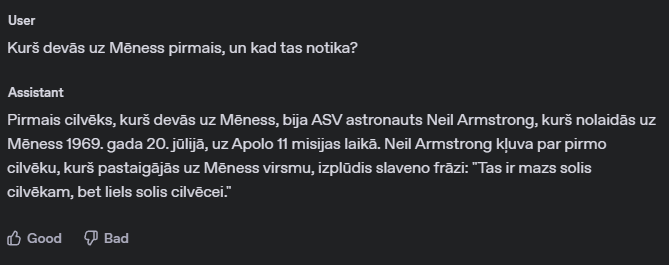 User
Kurš devās uz Mēness pirmais, un kad tas notika?
Assistant
Pirmais cilvēks, kurš devās uz Mēness, bija ASV astronauts Neil Armstrong, kurš nolaidās uz
Mēness 1969. gada 20. jūlijā, uz Apolo 11 misijas laikā. Neil Armstrong kļuva par pirmo
cilvēku, kurš pastaigājās uz Mēness virsmu, izplūdis slaveno frāzi: "Tas ir mazs solis
cilvēkam, bet liels solis cilvēcei."
Good Bad